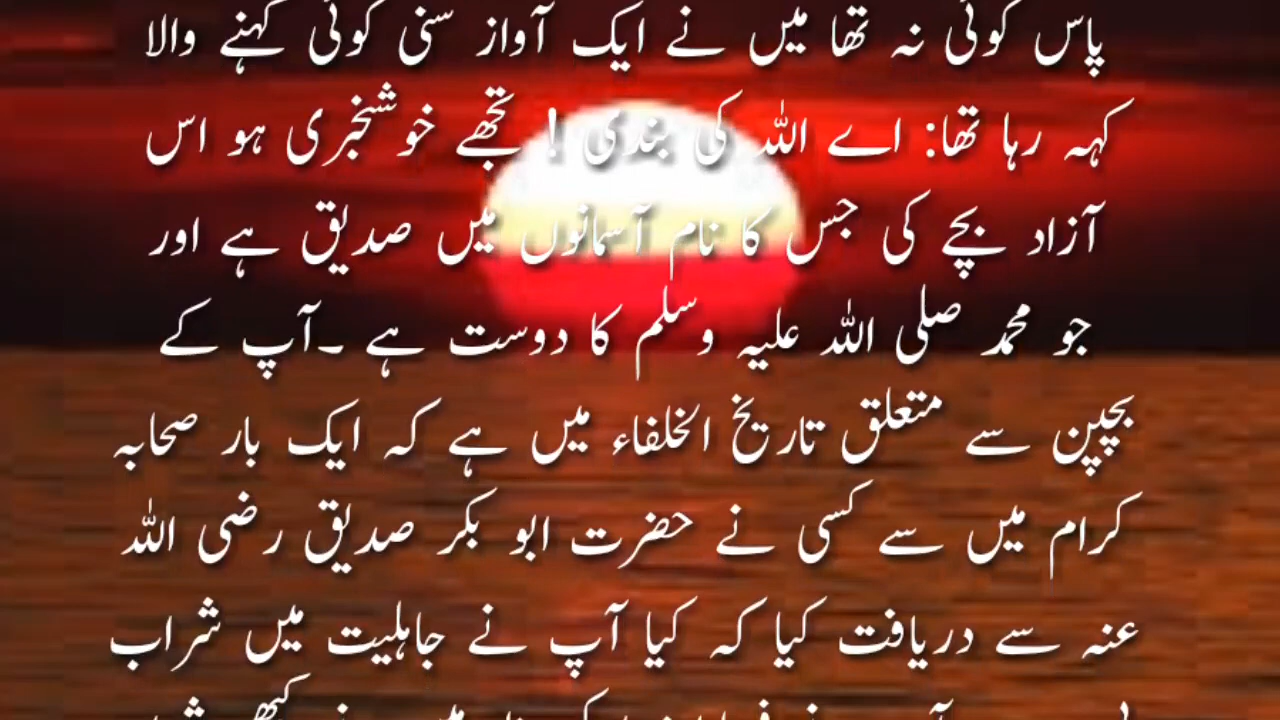 پاس کوئی نہ تھا میں نے ایک آواز سنی کوئی کہنے والا
کہہ رہا تھا: اے اللہ کی بندی ! تجھے خوشخبری ہو اس
آزاد بچے کی جس کا نام آسمانوں میں صدیق ہے اور
جو محمد صلی اللہ علیہ وسلم کا دوست ہے ۔آپ کے
بچپن سے متعلق تاریخ الخلفاء میں ہے کہ ایک بار صحابہ
کرام میں سے کسی نے حضرت ابو بکر صدیق رضی اللہ
عنہ سے دریافت کیا کہ کیا آپ نے جاہلیت میں شراب